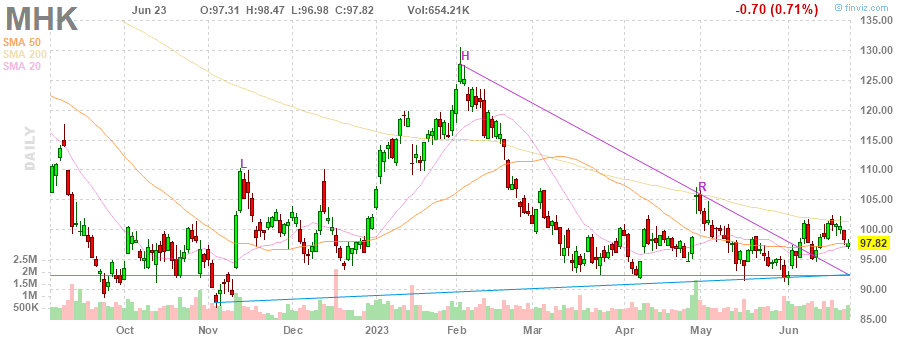 MHK Jun 23 O:97.31 H:98.47 L:96.98 C:97.82 Vol:654.21K -0.70 (0.71%) @ finviz.com
SMA 50
SMA 200
SMA 20
DAILY
135.00
130.00
125.00
120.00
115.00
110.00
105.00
100.00
97.82
95.00
90.00
85.00
H
L
R
2.5M
2M
1.5M
1M
500K
Oct Nov Dec 2023 Feb Mar Apr May Jun